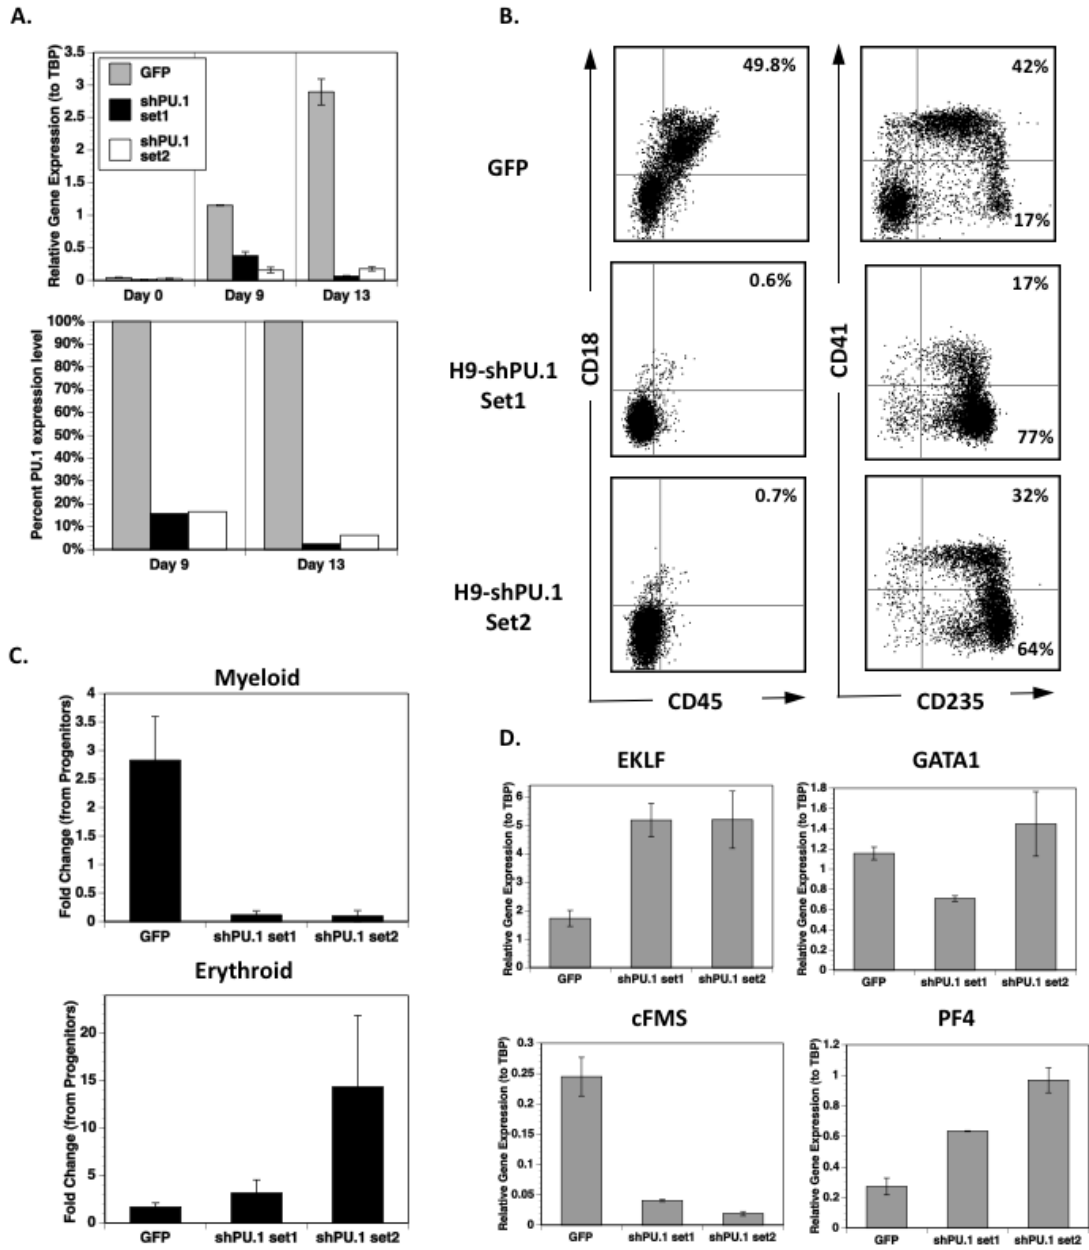 A.
Relative Gene Expression (to TBP)
3.5
3
2.5
2
1.5
1
0.5
0
GFP
shPU.1
set1
shPU.1
set2
Day 0
Day 9
Day 13
Percent PU.1 expression level
100%
90%
80%
70%
60%
50%
40%
30%
20%
10%
0%
Day 9
Day 13
B.
GFP
49.8%
42%
17%
H9-shPU.1
Set1
0.6%
17%
77%
H9-shPU.1
Set2
0.7%
32%
64%
CD18
CD41
CD45
CD235
C.
Myeloid
Fold Change (from Progenitors)
4
3.5
3
2.5
2
1.5
1
0.5
0
GFP
shPU.1 set1
shPU.1 set2
Erythroid
Fold Change (from Progenitors)
20
15
10
5
0
GFP
shPU.1 set1
shPU.1 set2
D.
EKLF
Relative Gene Expression (to TBP)
6
5
4
3
2
1
0
GFP
shPU.1 set1
shPU.1 set2
GATA1
Relative Gene Expression (to TBP)
1.8
1.6
1.4
1.2
1
0.8
0.6
0.4
0.2
0
GFP
shPU.1 set1
shPU.1 set2
cFMS
Relative Gene Expression (to TBP)
0.3
0.25
0.2
0.15
0.1
0.05
0
GFP
shPU.1 set1
shPU.1 set2
PF4
Relative Gene Expression (to TBP)
1.2
1
0.8
0.6
0.4
0.2
0
GFP
shPU.1 set1
shPU.1 set2